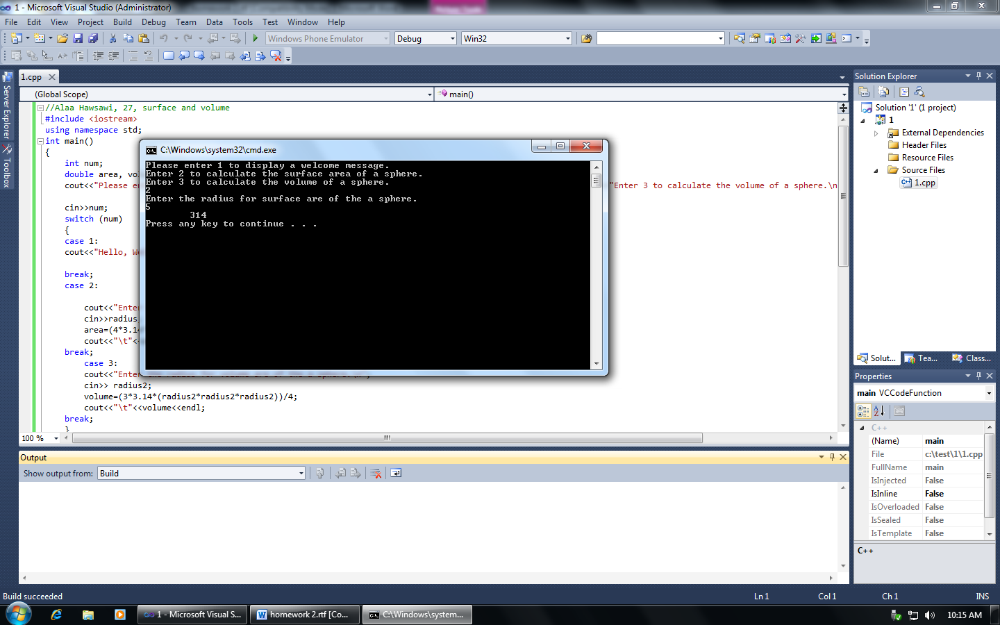 1 - Microsoft Visual Studio (Administrator)
File Edit View Project Build Debug Team Data Tools Test Window Help
Windows Phone Emulator Debug Win32
Server Explorer
Toolbox
1.cpp
(Global Scope) main()
//Alaa Hawsawi, 27, surface and volume
#include <iostream>
using namespace std;
int main()
{
int num;
double area, vo
cout<<"Please en "Enter 3 to calculate the volume of a sphere.\n
cin>>num;
switch (num)
{
case 1:
cout<<"Hello, W
break;
case 2:
cout<<"Enter
cin>>radius
area=(4*3.14
cout<<"\t"<<
break;
case 3:
cout<<"Enter
cin>> radius2;
volume=(3*3.14*(radius2*radius2*radius2))/4;
cout<<"\t"<<volume<<endl;
break;
}
100 %
C:\Windows\system32\cmd.exe
Please enter 1 to display a welcome message.
Enter 2 to calculate the surface area of a sphere.
Enter 3 to calculate the volume of a sphere.
2
Enter the radius for surface are of the a sphere.
5
314
Press any key to continue . . .
Solution Explorer
Solution '1' (1 project)
1
External Dependencies
Header Files
Resource Files
Source Files
1.cpp
Solut... Tea... Class...
Properties
main VCCodeFunction
C++
(Name) main
File c:\test\1\1.cpp
FullName main
IsInjected False
IsInline False
IsOverloaded False
IsSealed False
IsTemplate False
C++
Output
Show output from: Build
Build succeeded Ln 1 Col 1 Ch 1 INS
1 - Microsoft Visual S... homework 2.rtf [Co... C:\Windows\system... 10:15 AM